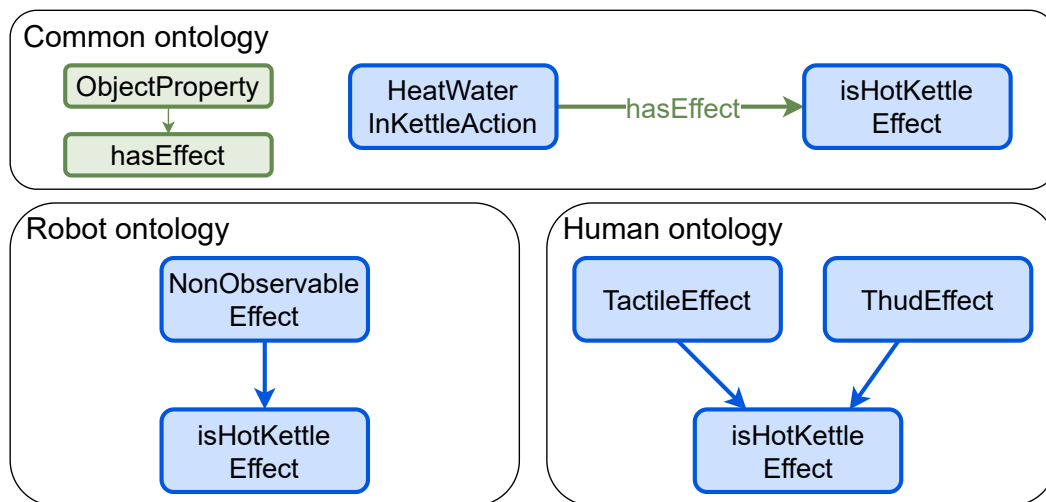 Common ontology
ObjectProperty
hasEffect
HeatWater
InKettleAction
hasEffect
isHotKettle
Effect
Robot ontology
NonObservable
Effect
isHotKettle
Effect
Human ontology
TactileEffect
ThudEffect
isHotKettle
Effect